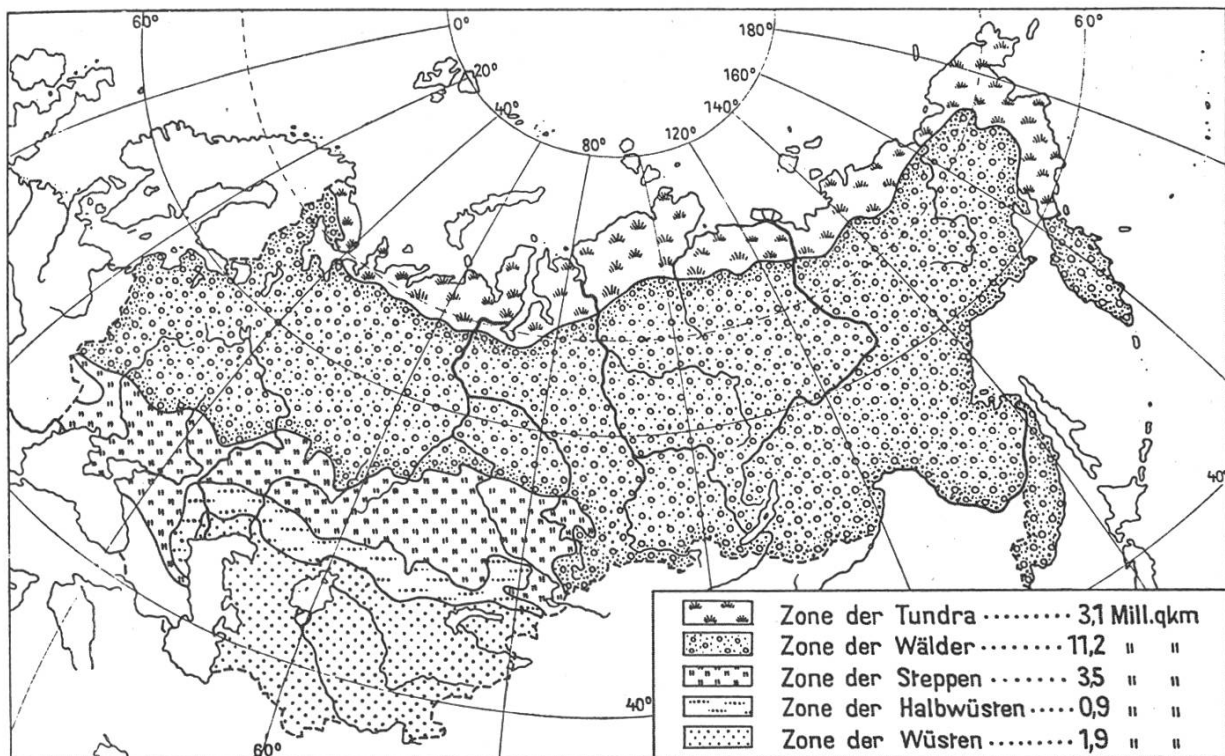 60° 0° 180° 60°
20° 160°
40° 140°
80° 120°
40°
40°
60°
Zone der Tundra ........ 3,1 Mill.qkm
Zone der Wälder ........ 11,2 " "
Zone der Steppen ........ 3,5 " "
Zone der Halbwüsten ..... 0,9 " "
Zone der Wüsten ........ 1,9 " "